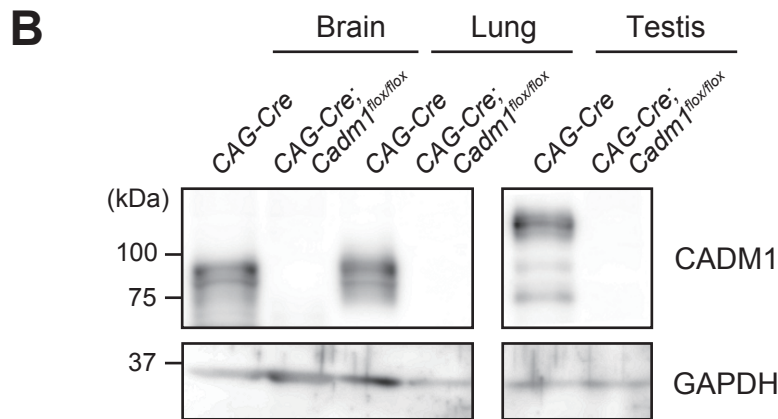 B
Brain Lung Testis
CAG-Cre
CAG-Cre;
Cadm1flox/flox
CAG-Cre
CAG-Cre;
Cadm1flox/flox
CAG-Cre
CAG-Cre;
Cadm1flox/flox
(kDa)
100
CADM1
75
37
GAPDH